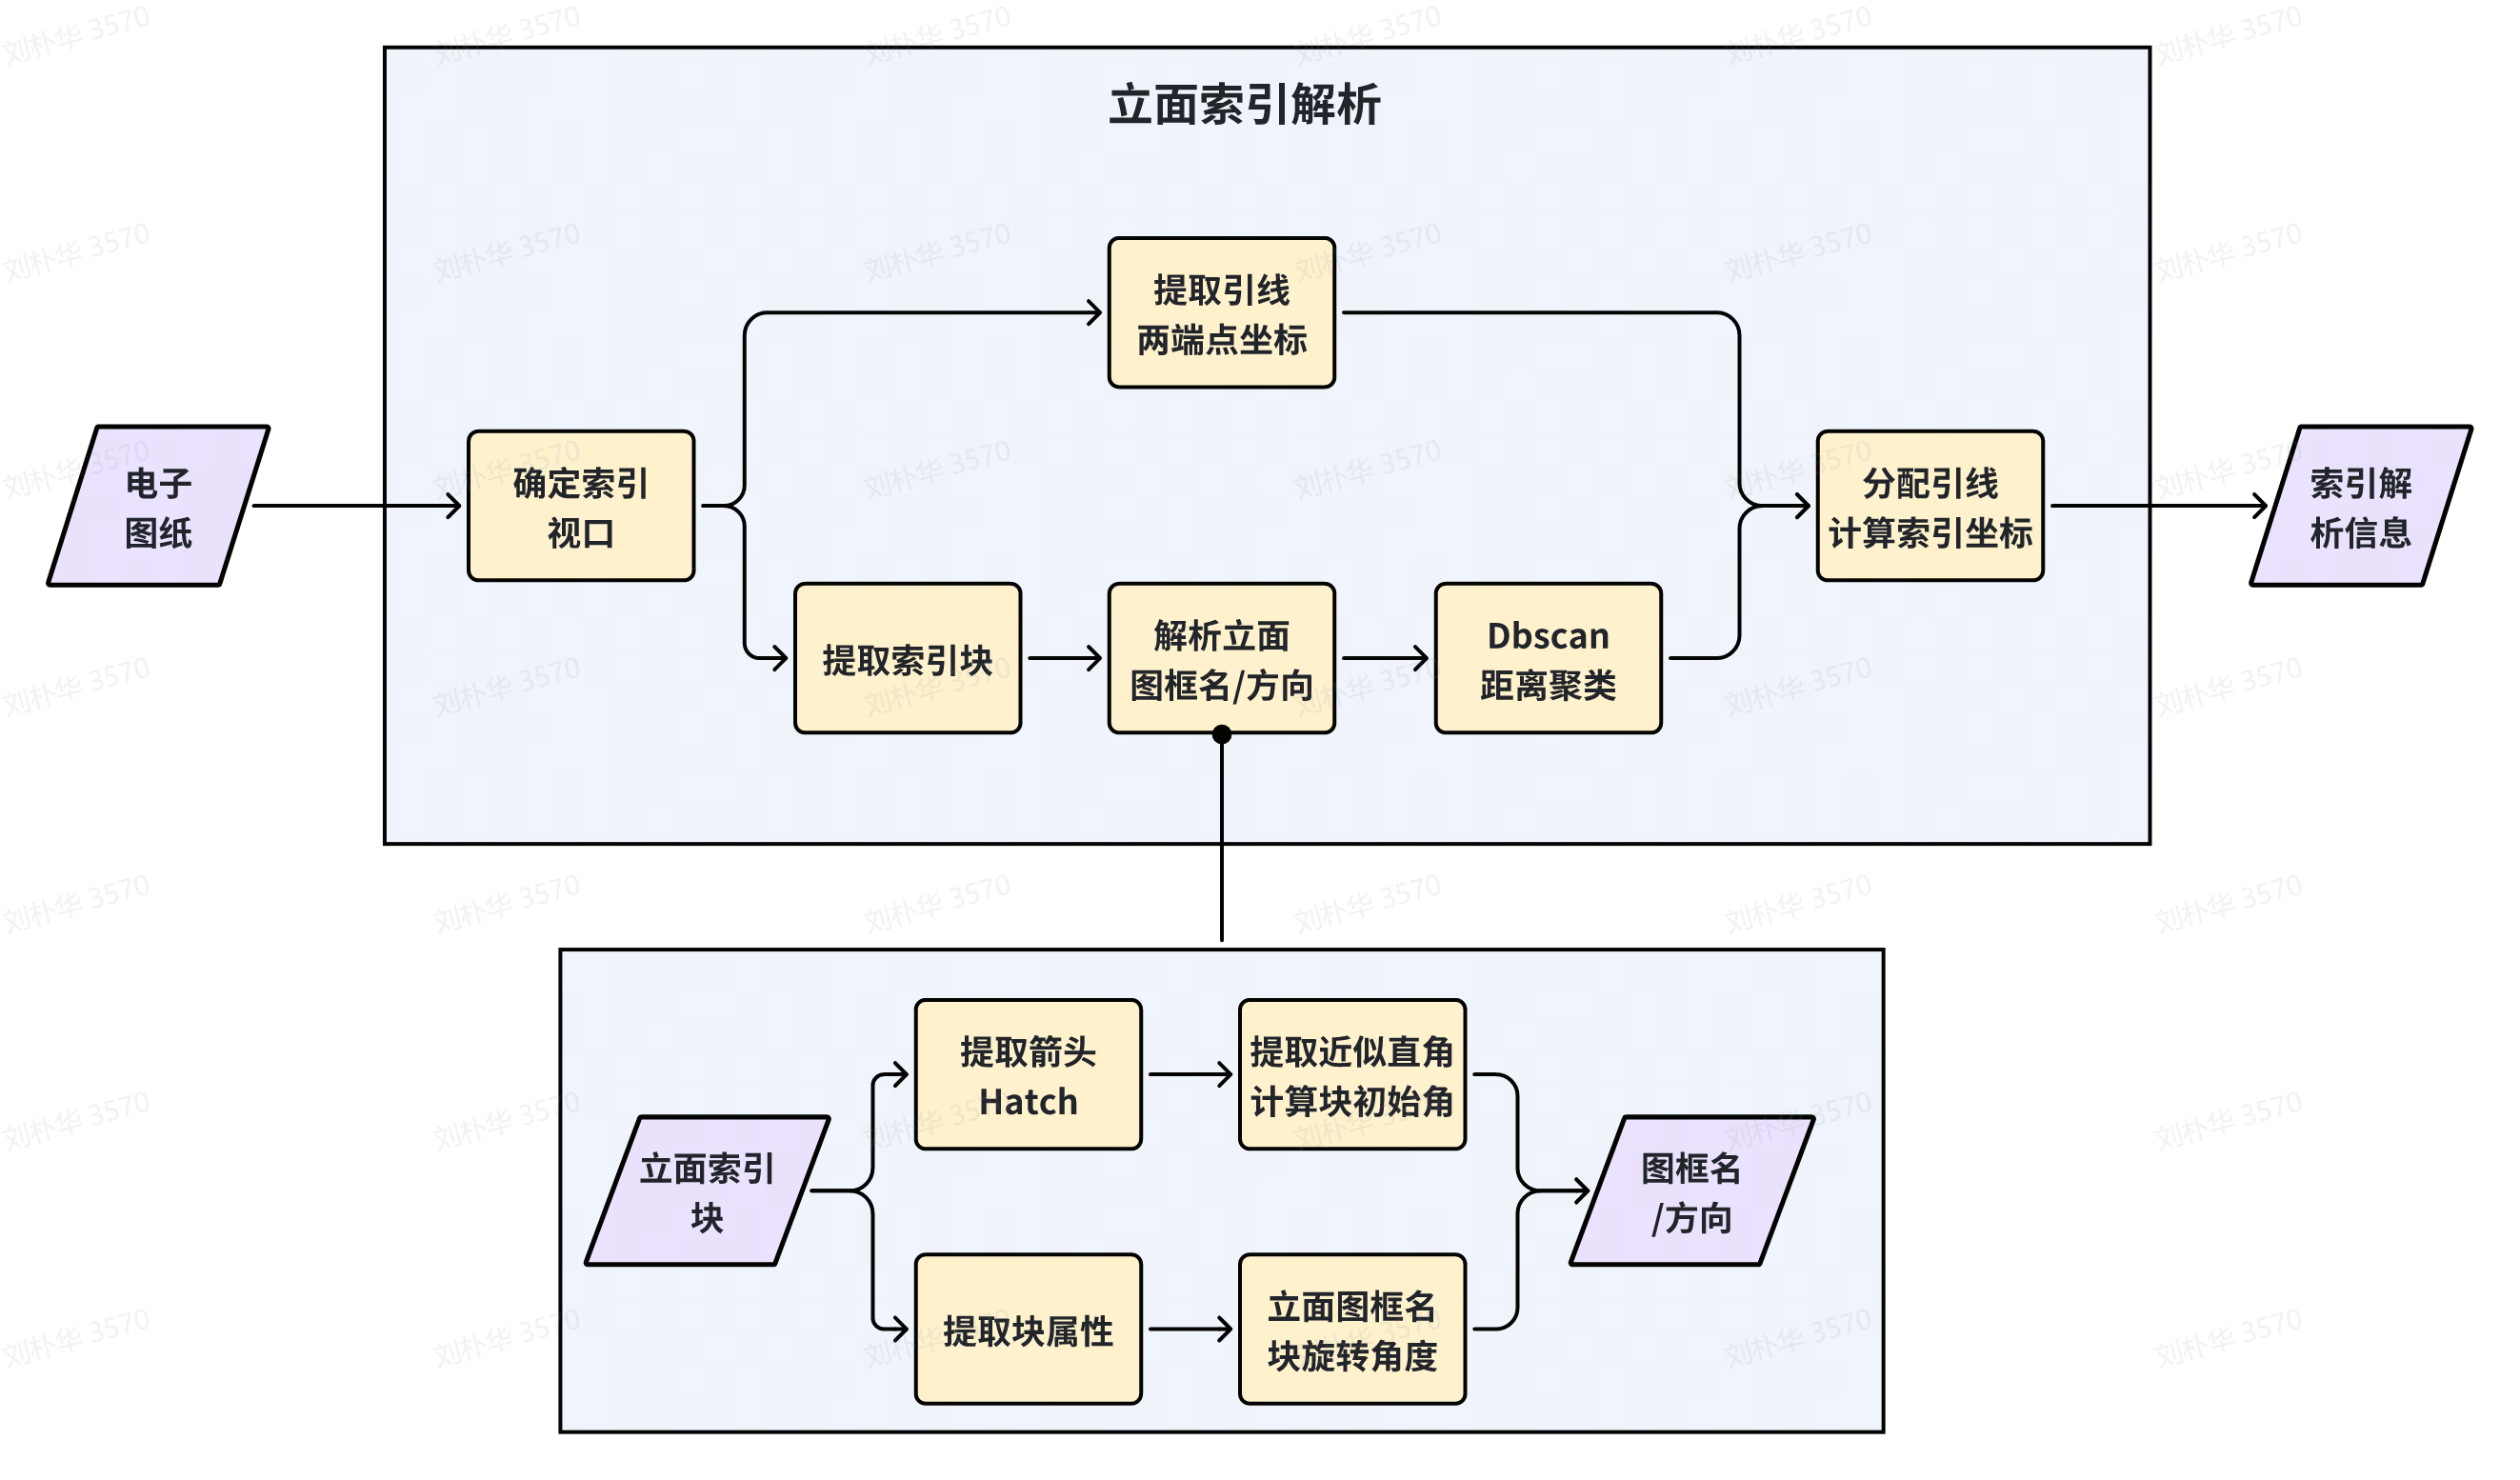 立面索引解析
提取引线
两端点坐标
电子
图纸
确定索引
视口
分配引线
计算索引坐标
索引解
析信息
提取索引块
解析立面
图框名/方向
Dbscan
距离聚类
提取箭头
Hatch
提取近似直角
计算块初始角
立面索引
块
图框名
/方向
提取块属性
立面图框名
块旋转角度
刘朴华 3570